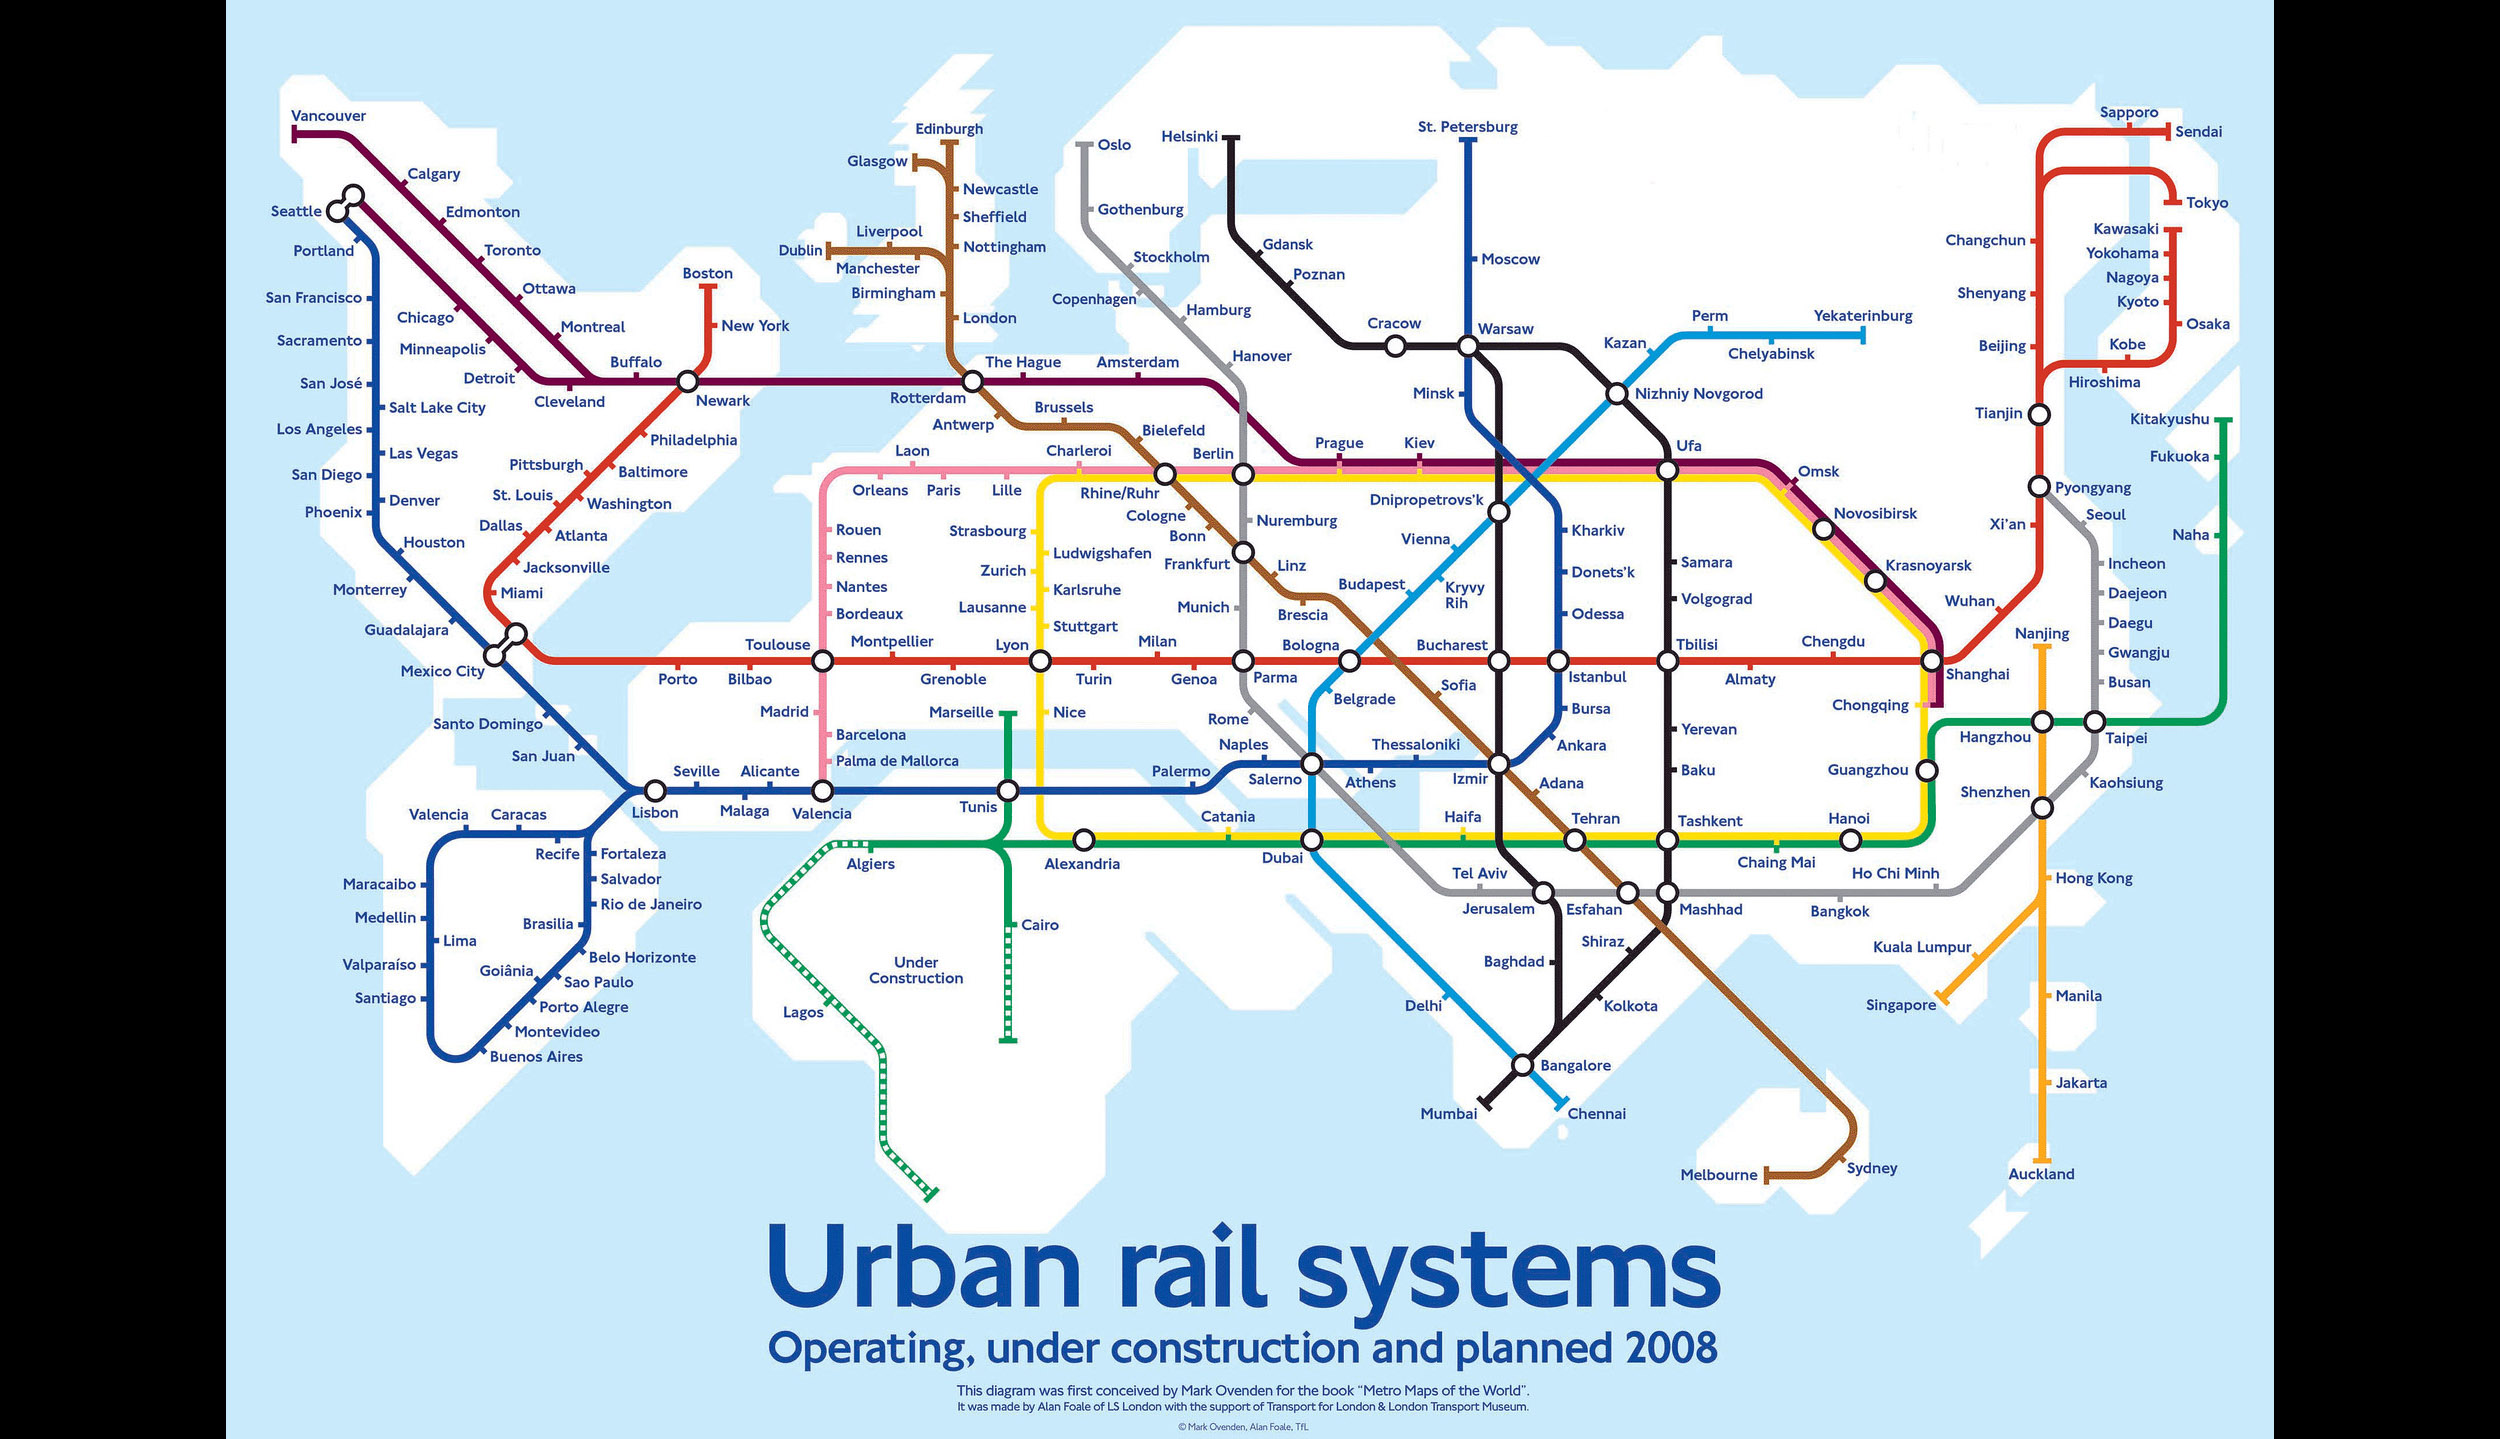 Vancouver
Calgary
Edmonton
Toronto
Ottawa
Montreal
Seattle
Portland
San Francisco
Sacramento
San José
Salt Lake City
Los Angeles
Las Vegas
San Diego
Denver
Phoenix
Houston
Monterrey
Guadalajara
Mexico City
Santo Domingo
San Juan
Chicago
Minneapolis
Detroit
Cleveland
Buffalo
Boston
New York
Newark
Philadelphia
Pittsburgh
Baltimore
St. Louis
Washington
Dallas
Atlanta
Jacksonville
Miami
Valencia
Caracas
Recife
Fortaleza
Salvador
Rio de Janeiro
Brasilia
Belo Horizonte
Goiânia
Sao Paulo
Porto Alegre
Montevideo
Buenos Aires
Maracaibo
Medellin
Lima
Valparaíso
Santiago
Edinburgh
Glasgow
Newcastle
Sheffield
Nottingham
Liverpool
Dublin
Manchester
Birmingham
London
Rotterdam
The Hague
Amsterdam
Antwerp
Brussels
Bielefeld
Laon
Charleroi
Orleans
Paris
Lille
Rhine/Ruhr
Berlin
Cologne
Bonn
Frankfurt
Nuremburg
Linz
Munich
Brescia
Rouen
Rennes
Nantes
Bordeaux
Toulouse
Montpellier
Strasbourg
Ludwigshafen
Zurich
Karlsruhe
Lausanne
Stuttgart
Lyon
Milan
Porto
Bilbao
Grenoble
Turin
Genoa
Parma
Madrid
Barcelona
Palma de Mallorca
Marseille
Nice
Rome
Naples
Salerno
Lisbon
Seville
Malaga
Alicante
Valencia
Tunis
Palermo
Algiers
Alexandria
Catania
Dubai
Cairo
Lagos
Under
Construction
Oslo
Gothenburg
Stockholm
Copenhagen
Hamburg
Hanover
Helsinki
Gdansk
Poznan
Cracow
Warsaw
St. Petersburg
Moscow
Minsk
Prague
Kiev
Dnipropetrovs'k
Vienna
Budapest
Kryvy
Rih
Bologna
Belgrade
Bucharest
Kharkiv
Donets'k
Odessa
Istanbul
Bursa
Ankara
Sofia
Thessaloniki
Athens
Izmir
Adana
Haifa
Tehran
Tel Aviv
Jerusalem
Esfahan
Mashhad
Baghdad
Shiraz
Kolkota
Delhi
Bangalore
Mumbai
Chennai
Kazan
Perm
Yekaterinburg
Chelyabinsk
Nizhniy Novgorod
Ufa
Samara
Volgograd
Tbilisi
Yerevan
Baku
Tashkent
Omsk
Novosibirsk
Krasnoyarsk
Almaty
Chengdu
Shanghai
Chongqing
Wuhan
Xi'an
Pyongyang
Tianjin
Beijing
Shenyang
Changchun
Sapporo
Sendai
Tokyo
Kawasaki
Yokohama
Nagoya
Kyoto
Osaka
Kobe
Hiroshima
Kitakyushu
Fukuoka
Naha
Seoul
Incheon
Daejeon
Daegu
Gwangju
Busan
Nanjing
Hangzhou
Taipei
Kaohsiung
Guangzhou
Shenzhen
Hanoi
Chaing Mai
Ho Chi Minh
Bangkok
Hong Kong
Kuala Lumpur
Singapore
Manila
Jakarta
Auckland
Sydney
Melbourne
Urban rail systems
Operating, under construction and planned 2008
This diagram was first conceived by Mark Ovenden for the book “Metro Maps of the World”.
It was made by Alan Foale of LS London with the support of Transport for London & London Transport Museum.
© Mark Ovenden, Alan Foale, TfL